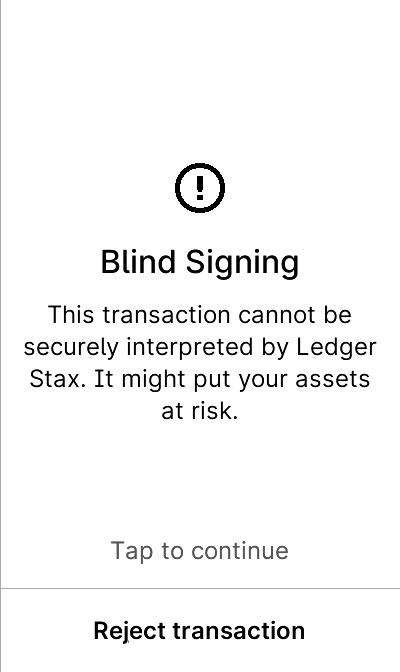 Blind Signing
This transaction cannot be
securely interpreted by Ledger
Stax. It might put your assets
at risk.
Tap to continue
Reject transaction